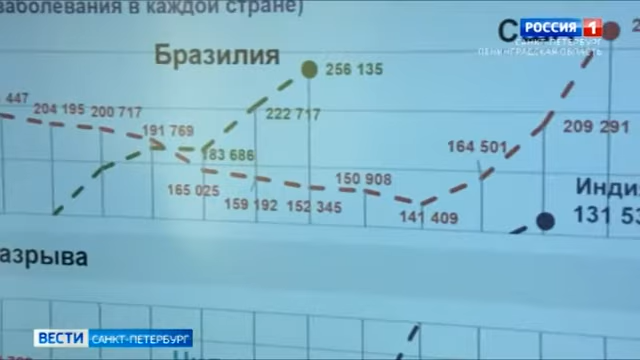 заболевания в каждой стране)
РОССИЯ 1
САНКТ-ПЕТЕРБУРГ
ЛЕНИНГРАДСКАЯ ОБЛАСТЬ
Бразилия
256 135
447
204 195
200 717
222 717
191 769
209 291
183 686
164 501
165 025
150 908
159 192
152 345
141 409
Инди
131 53
азрыва
ВЕСТИ САНКТ-ПЕТЕРБУРГ